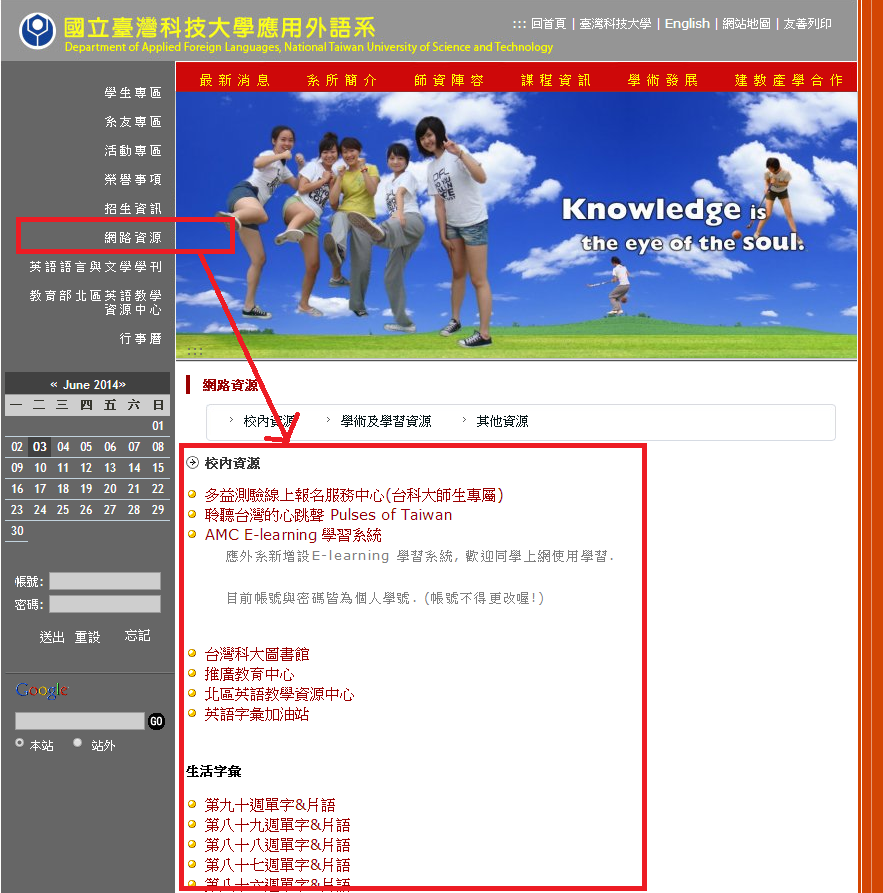 國立臺灣科技大學應用外語系
Department of Applied Foreign Languages, National Taiwan University of Science and Technology
::: 回首頁 | 臺灣科技大學 | English | 網站地圖 | 友善列印
最新消息 系所簡介 師資陣容 課程資訊 學術發展 建教產學合作
學生專區
系友專區
活動專區
榮譽事項
招生資訊
網路資源
英語語言與文學學刊
教育部北區英語教學
資源中心
行事曆
Knowledge is
the eye of the soul.
« June 2014»
一 二 三 四 五 六 日
01
02 03 04 05 06 07 08
09 10 11 12 13 14 15
16 17 18 19 20 21 22
23 24 25 26 27 28 29
30
帳號:
密碼:
送出 重設 忘記
Google
GO
本站 站外
網路資源
校內資源 學術及學習資源 其他資源
校內資源
多益測驗線上報名服務中心(台科大師生專屬)
聆聽台灣的心跳聲 Pulses of Taiwan
AMC E-learning 學習系統
應外系新增設E-learning 學習系統, 歡迎同學上網使用學習.
目前帳號與密碼皆為個人學號. (帳號不得更改喔!)
台灣科大圖書館
推廣教育中心
北區英語教學資源中心
英語字彙加油站
生活字彙
第九十週單字&片語
第八十九週單字&片語
第八十八週單字&片語
第八十七週單字&片語
第八十六週單字&片語